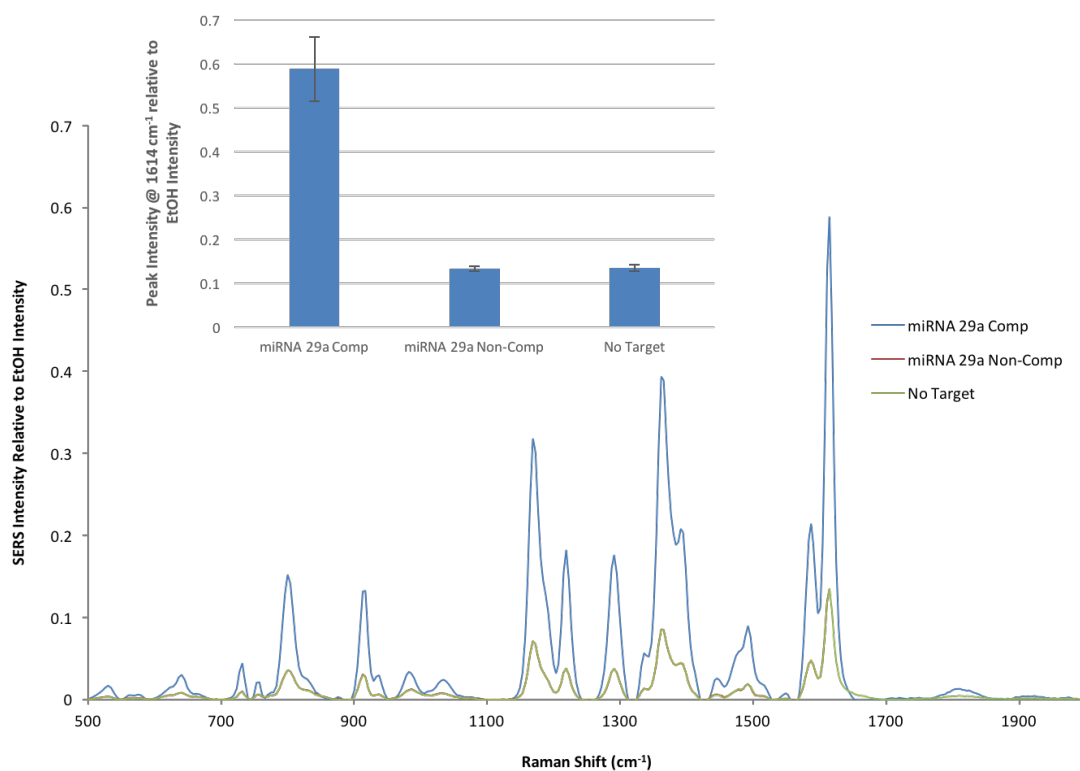 0.7
0.6
0.5
0.4
0.3
0.2
0.1
0
Peak Intensity @ 1614 cm⁻¹ relative to
EtOH Intensity
miRNA 29a Comp
miRNA 29a Non-Comp
No Target
0.7
0.6
0.5
0.4
0.3
0.2
0.1
0
SERS Intensity Relative to EtOH Intensity
miRNA 29a Comp
miRNA 29a Non-Comp
No Target
500 700 900 1100 1300 1500 1700 1900
Raman Shift (cm⁻¹)